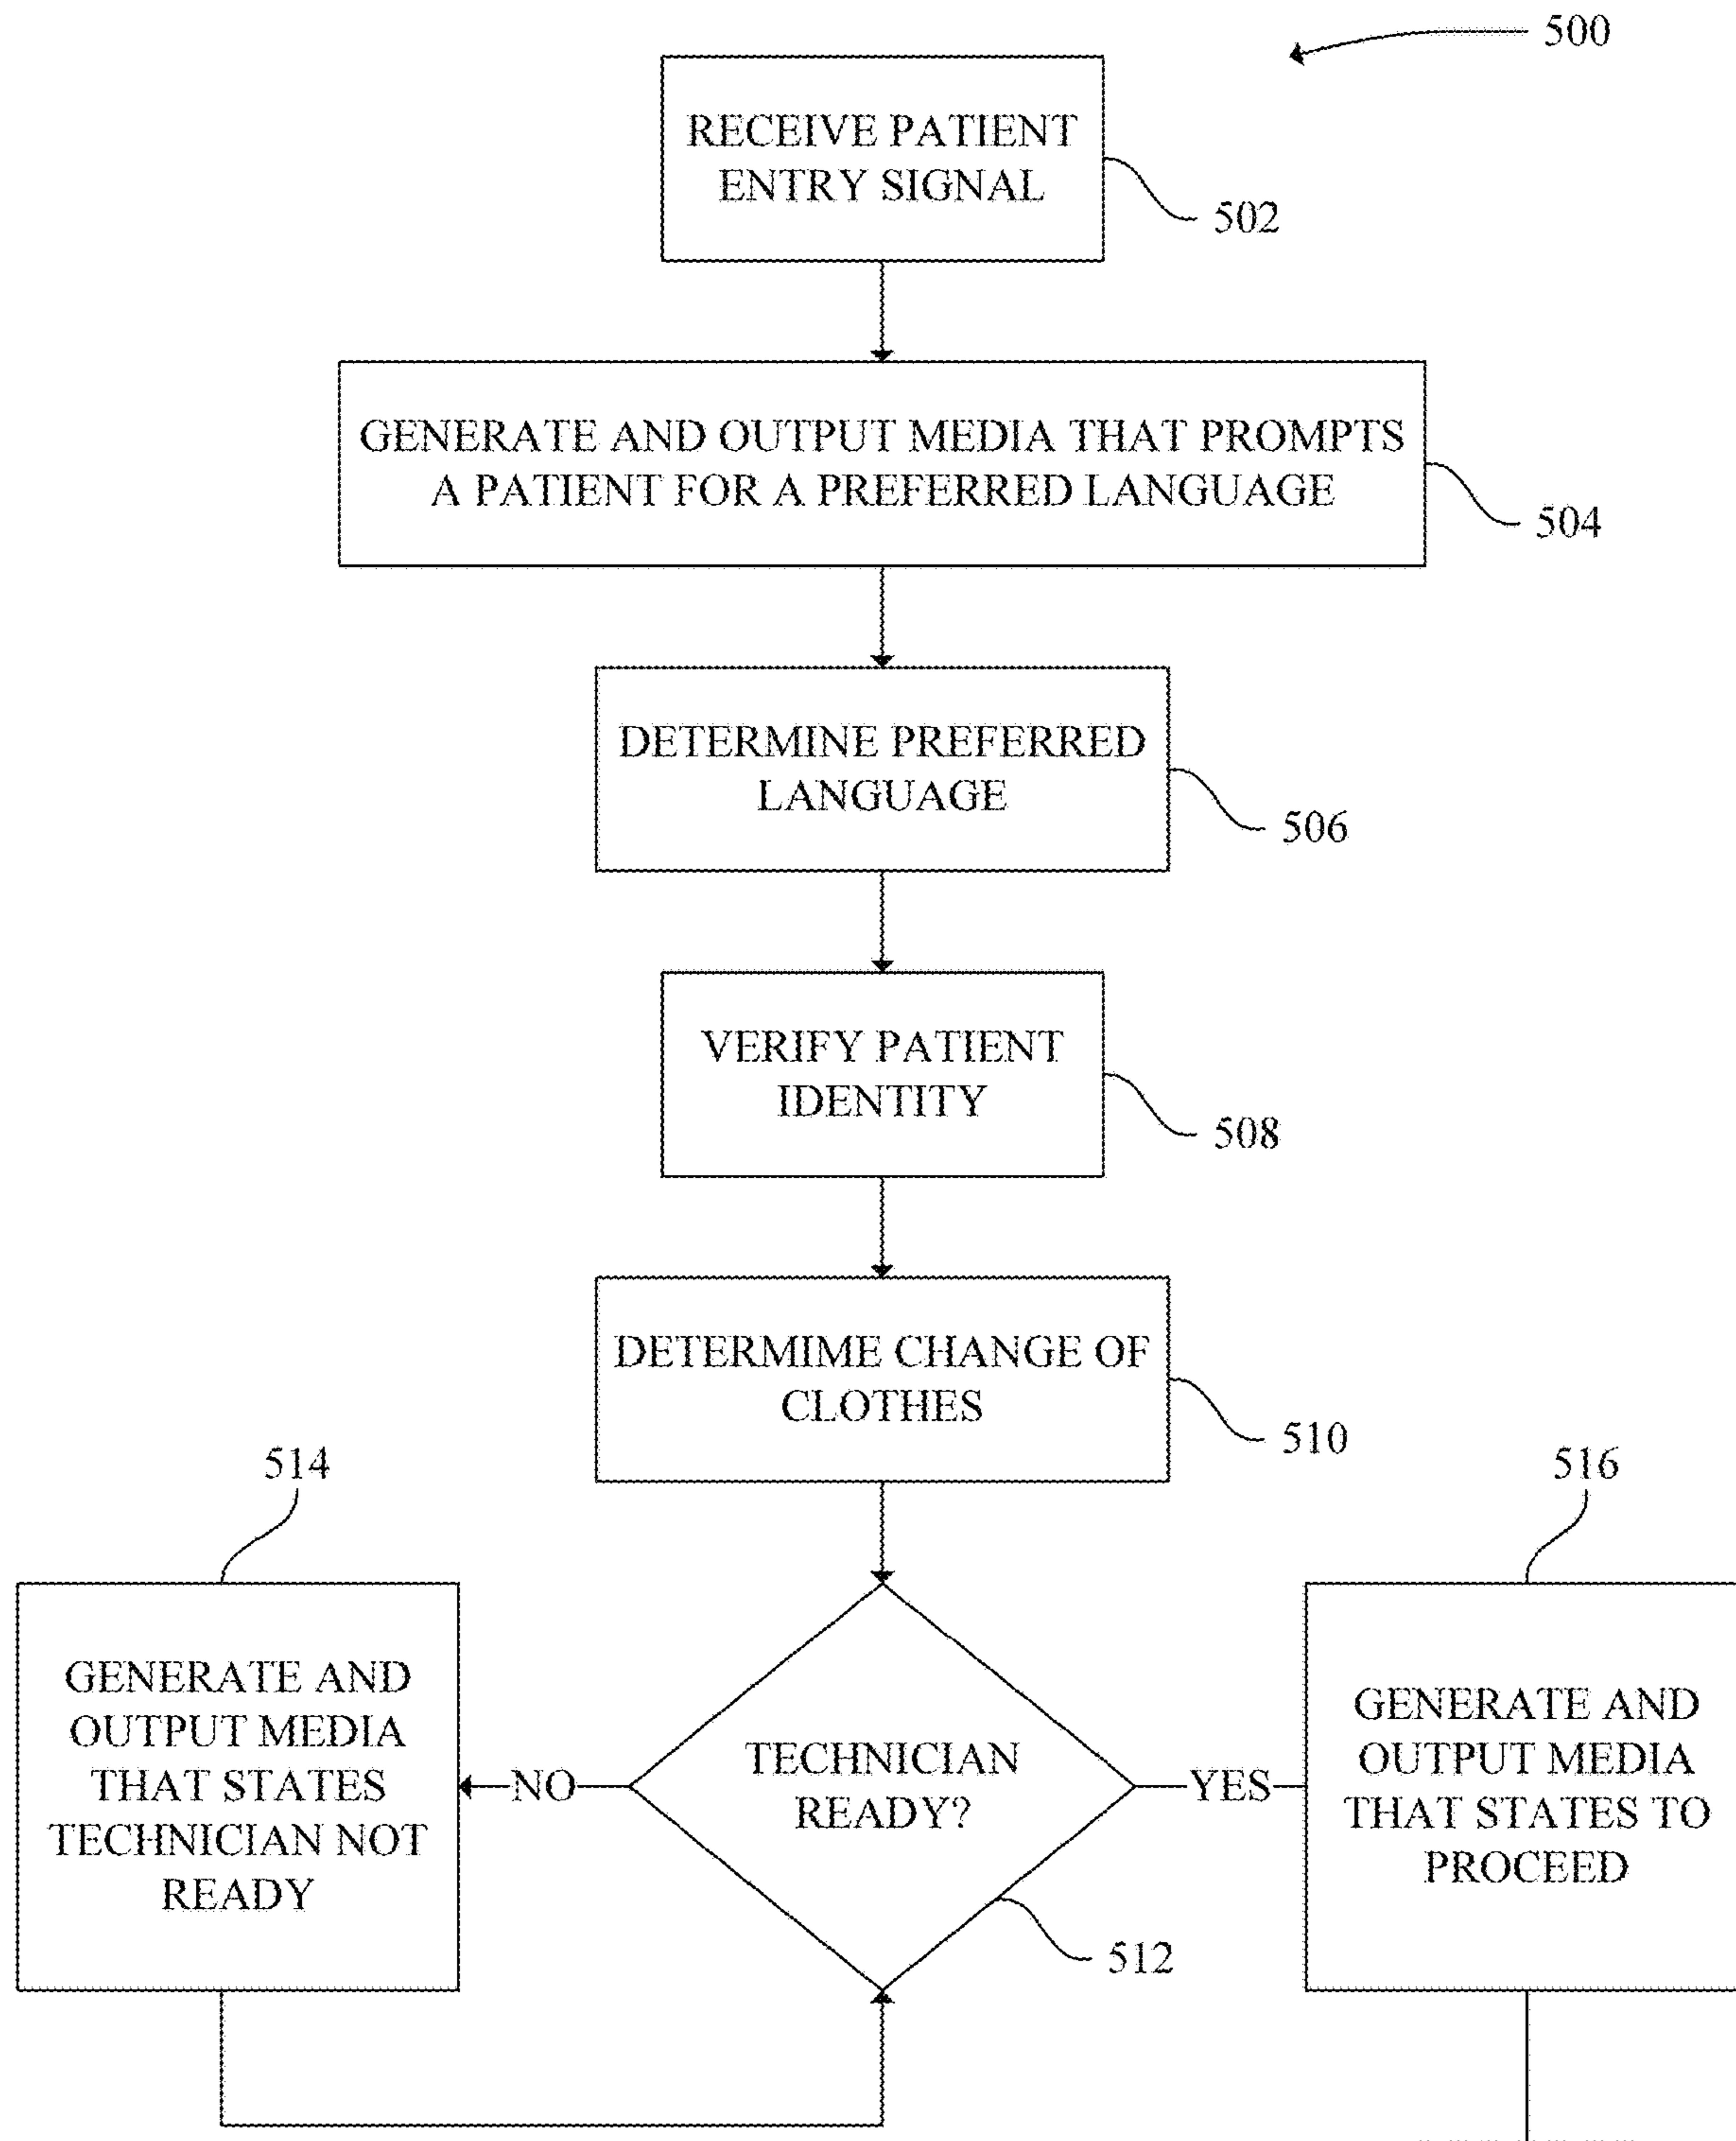 500
RECEIVE PATIENT
ENTRY SIGNAL
502
GENERATE AND OUTPUT MEDIA THAT PROMPTS
A PATIENT FOR A PREFERRED LANGUAGE
504
DETERMINE PREFERRED
LANGUAGE
506
VERIFY PATIENT
IDENTITY
508
DETERMIME CHANGE OF
CLOTHES
510
514
516
GENERATE AND
OUTPUT MEDIA
THAT STATES
TECHNICIAN NOT
READY
NO
TECHNICIAN
READY?
YES
512
GENERATE AND
OUTPUT MEDIA
THAT STATES TO
PROCEED